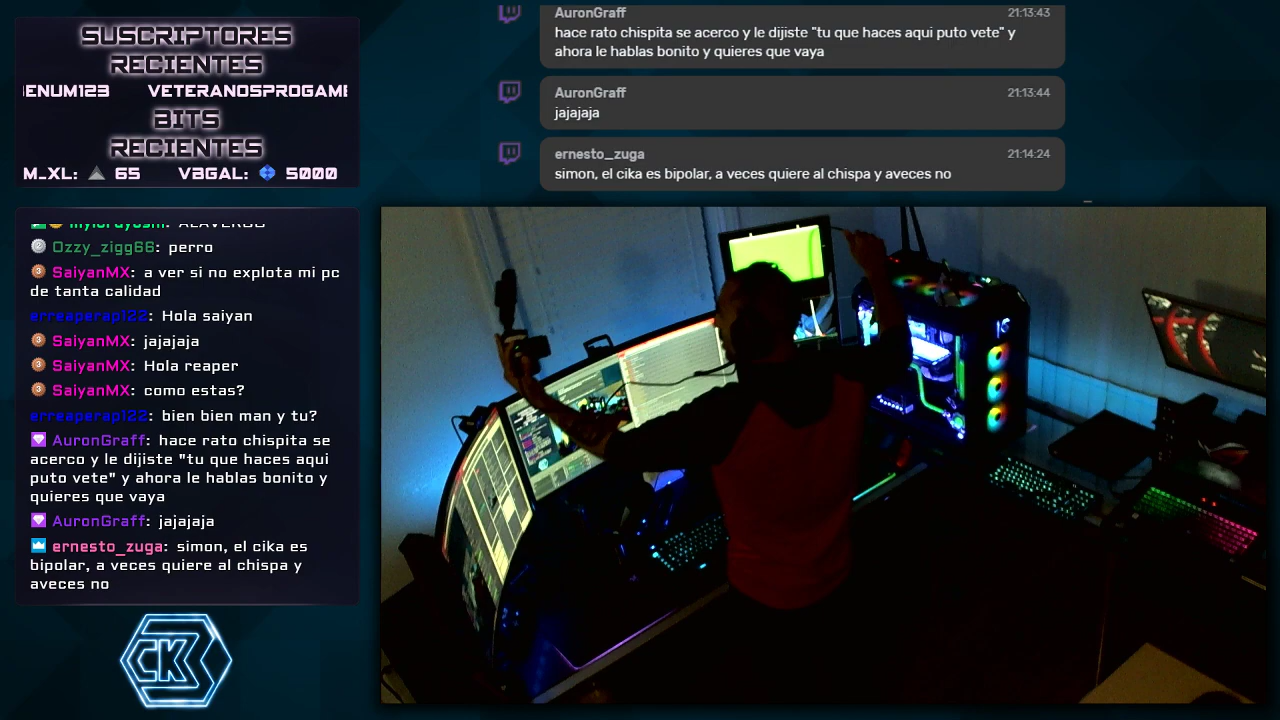 SUSCRIPTORES
RECIENTES
ENUM123 VETERANOSPROGAM
BITS
RECIENTES
M_XL: 65 VBGAL: 5000
AuronGraff 21:13:43
hace rato chispita se acerco y le dijiste "tu que haces aqui puto vete" y
ahora le hablas bonito y quieres que vaya
AuronGraff 21:13:44
jajajaja
ernesto_zuga 21:14:24
simon, el cika es bipolar, a veces quiere al chispa y aveces no
Ozzy_zigg66: perro
SaiyanMX: a ver si no explota mi pc
de tanta calidad
erreaperap122: Hola saiyan
SaiyanMX: jajajaja
SaiyanMX: Hola reaper
SaiyanMX: como estas?
erreaperap122: bien bien man y tu?
AuronGraff: hace rato chispita se
acerco y le dijiste "tu que haces aqui
puto vete" y ahora le hablas bonito y
quieres que vaya
AuronGraff: jajajaja
ernesto_zuga: simon, el cika es
bipolar, a veces quiere al chispa y
aveces no
CK